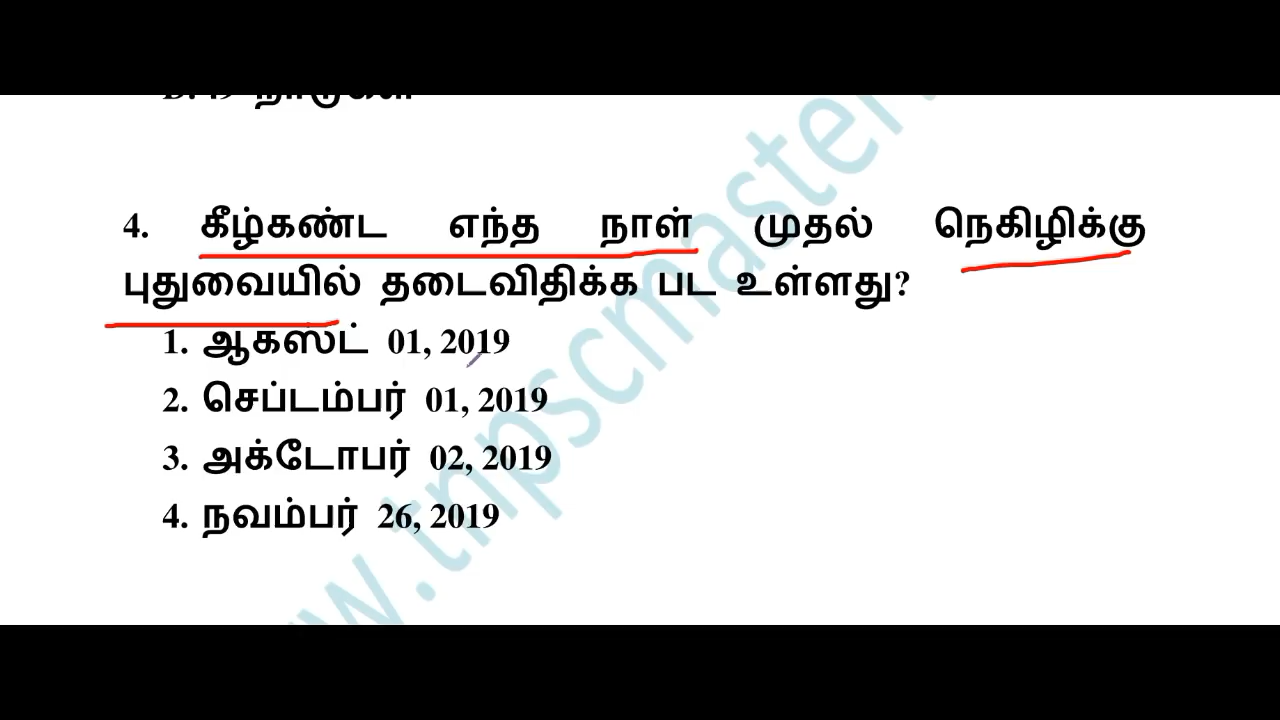 4. கீழ்கண்ட எந்த நாள் முதல் நெகிழிக்கு
புதுவையில் தடைவிதிக்க பட உள்ளது?
1. ஆகஸ்ட் 01, 2019
2. செப்டம்பர் 01, 2019
3. அக்டோபர் 02, 2019
4. நவம்பர் 26, 2019
w.tnpscmaster.